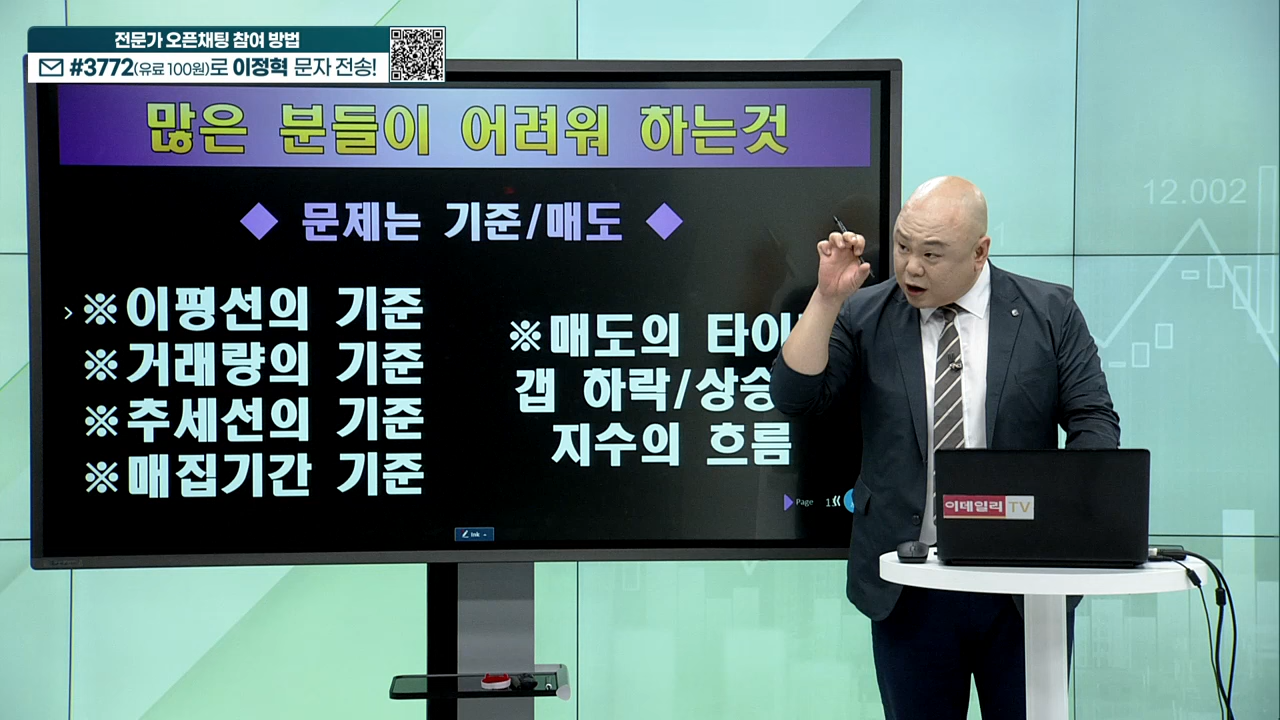 전문가 오픈채팅 참여 방법
#3772(유료 100원)로 이정혁 문자 전송!
많은 분들이 어려워 하는것
◆ 문제는 기준/매도 ◆
※이평선의 기준
※거래량의 기준
※추세선의 기준
※매집기간 기준
※매도의
갭 하락/상승
지수의 흐름
Page 1
Ink
이데일리TV
12.002